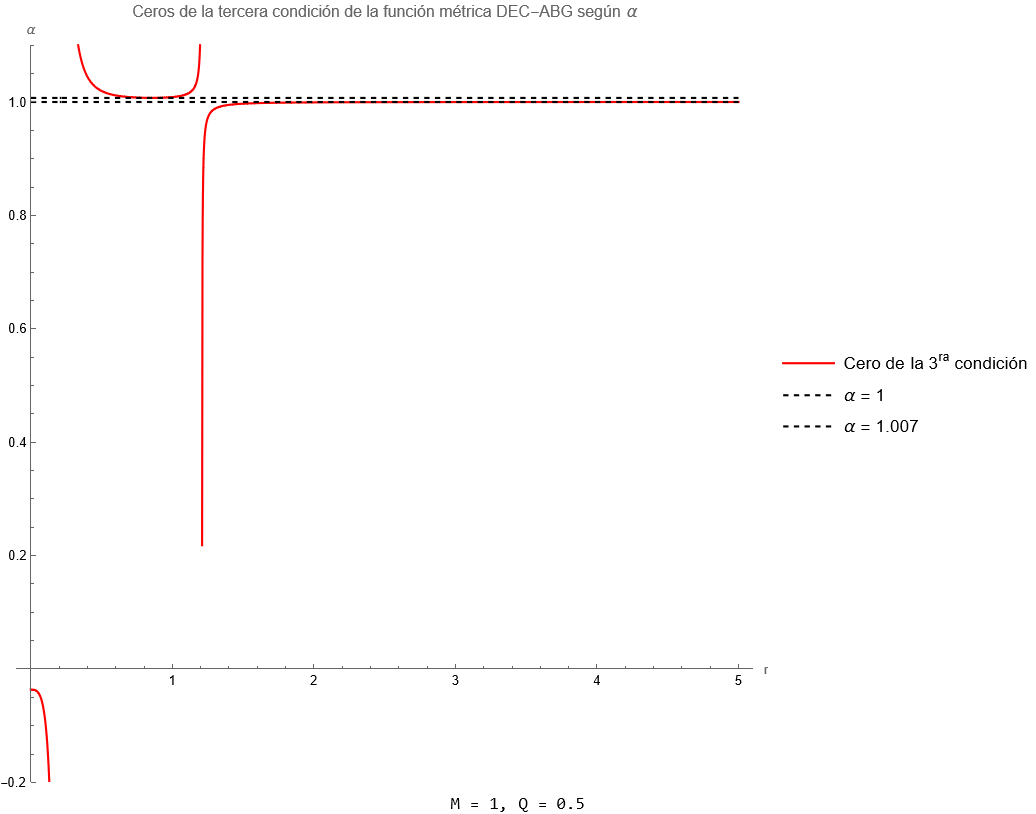 Ceros de la tercera condición de la función métrica DEC−ABG según α
α
1.0
0.8
0.6
0.4
0.2
−0.2
1 2 3 4 5 r
Cero de la 3ra condición
α = 1
α = 1.007
M = 1, Q = 0.5